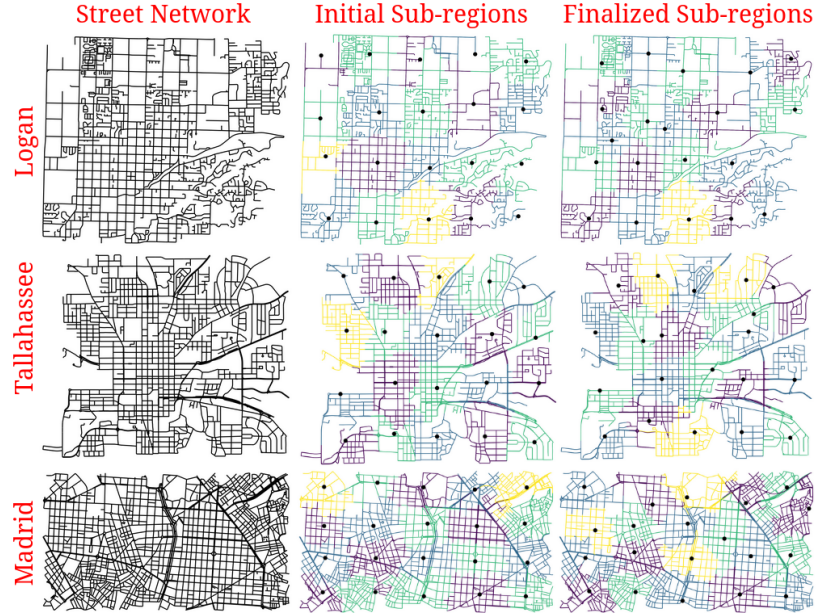 Street Network Initial Sub-regions Finalized Sub-regions
Logan
Tallahassee
Madrid